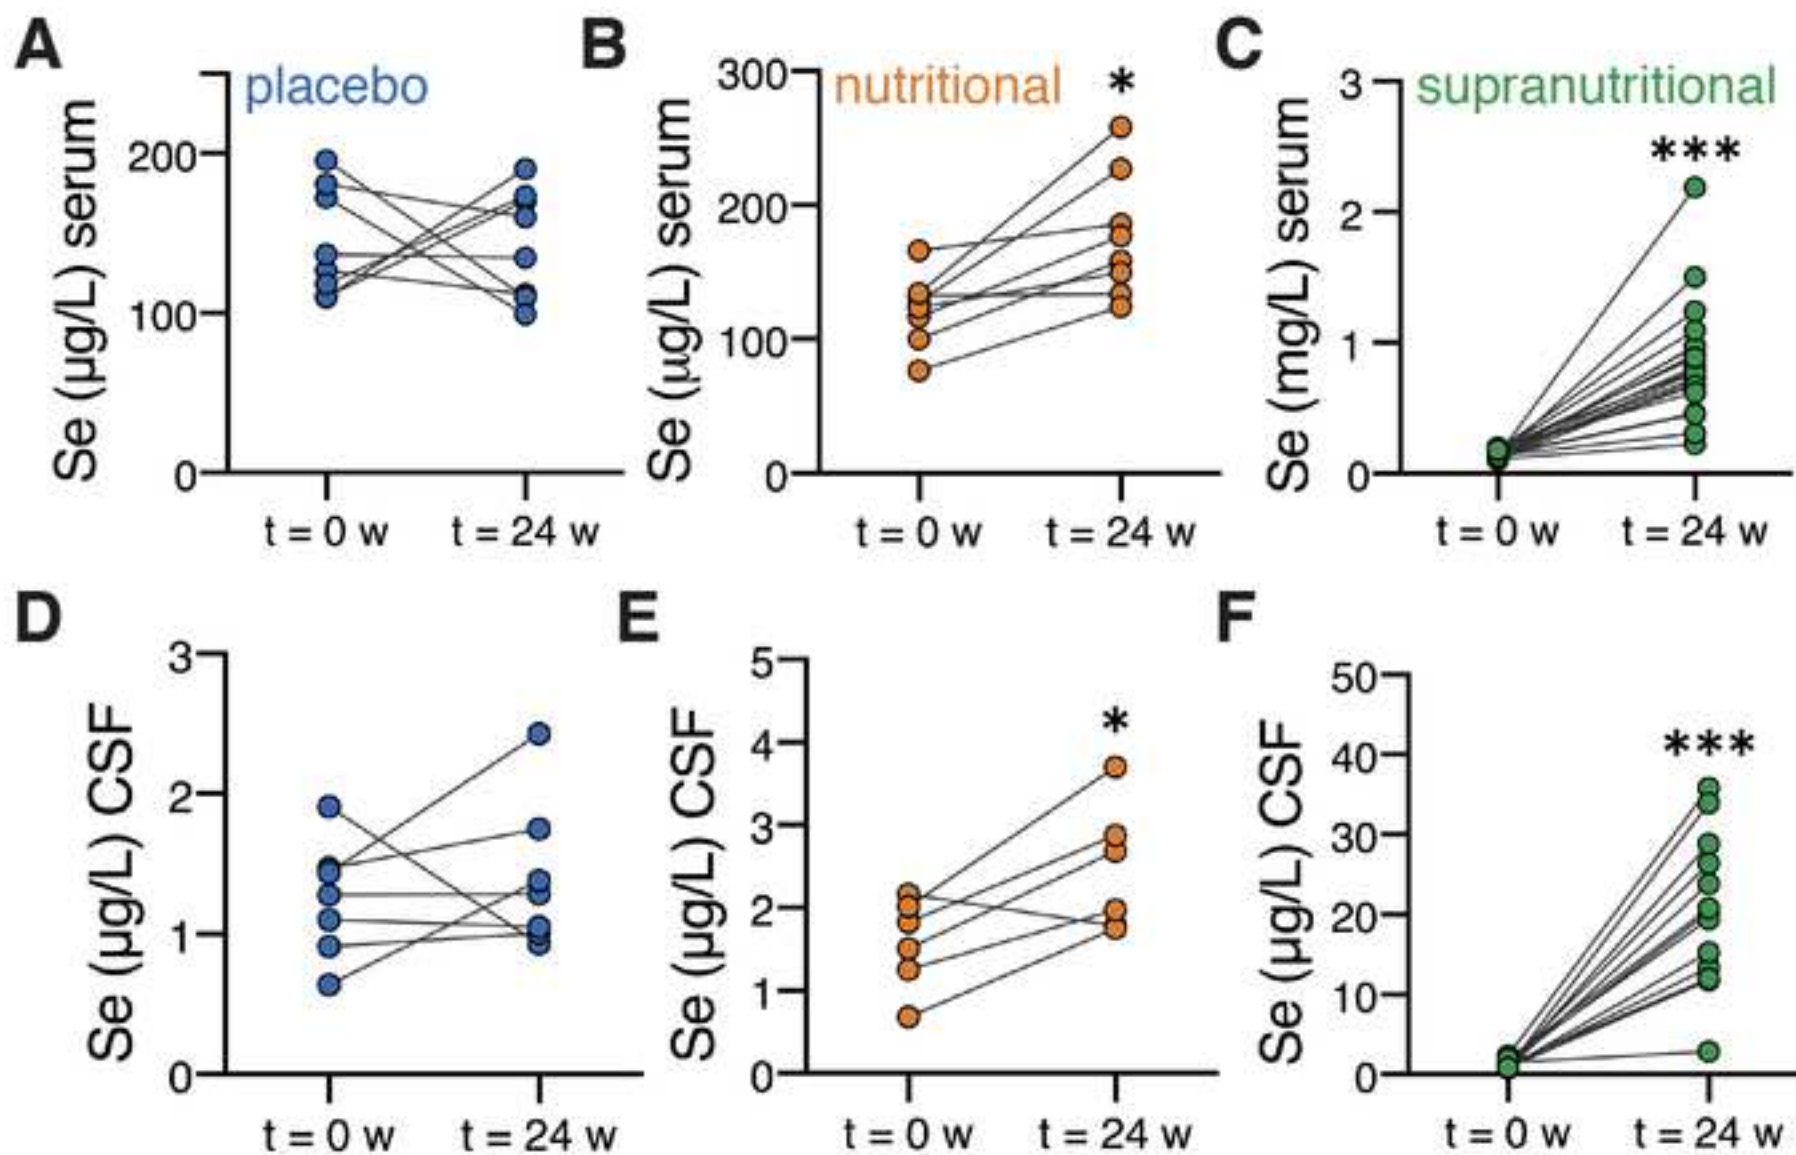 A
placebo
Se (µg/L) serum
200
100
0
t = 0 w t = 24 w
B
nutritional
*
Se (µg/L) serum
300
200
100
0
t = 0 w t = 24 w
C
supranutritional
***
Se (mg/L) serum
3
2
1
0
t = 0 w t = 24 w
D
Se (µg/L) CSF
3
2
1
0
t = 0 w t = 24 w
E
*
Se (µg/L) CSF
5
4
3
2
1
0
t = 0 w t = 24 w
F
***
Se (µg/L) CSF
50
40
30
20
10
0
t = 0 w t = 24 w